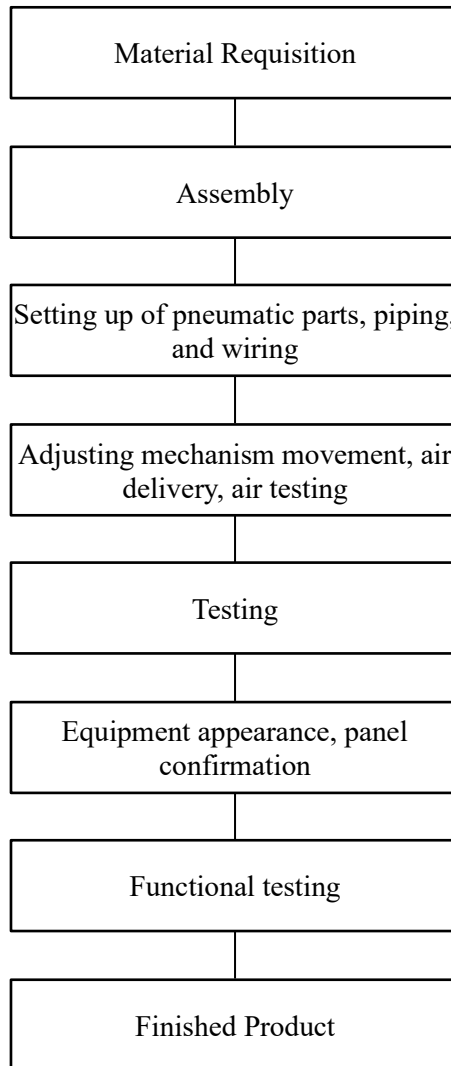 Material Requisition
Assembly
Setting up of pneumatic parts, piping,
and wiring
Adjusting mechanism movement, air
delivery, air testing
Testing
Equipment appearance, panel
confirmation
Functional testing
Finished Product